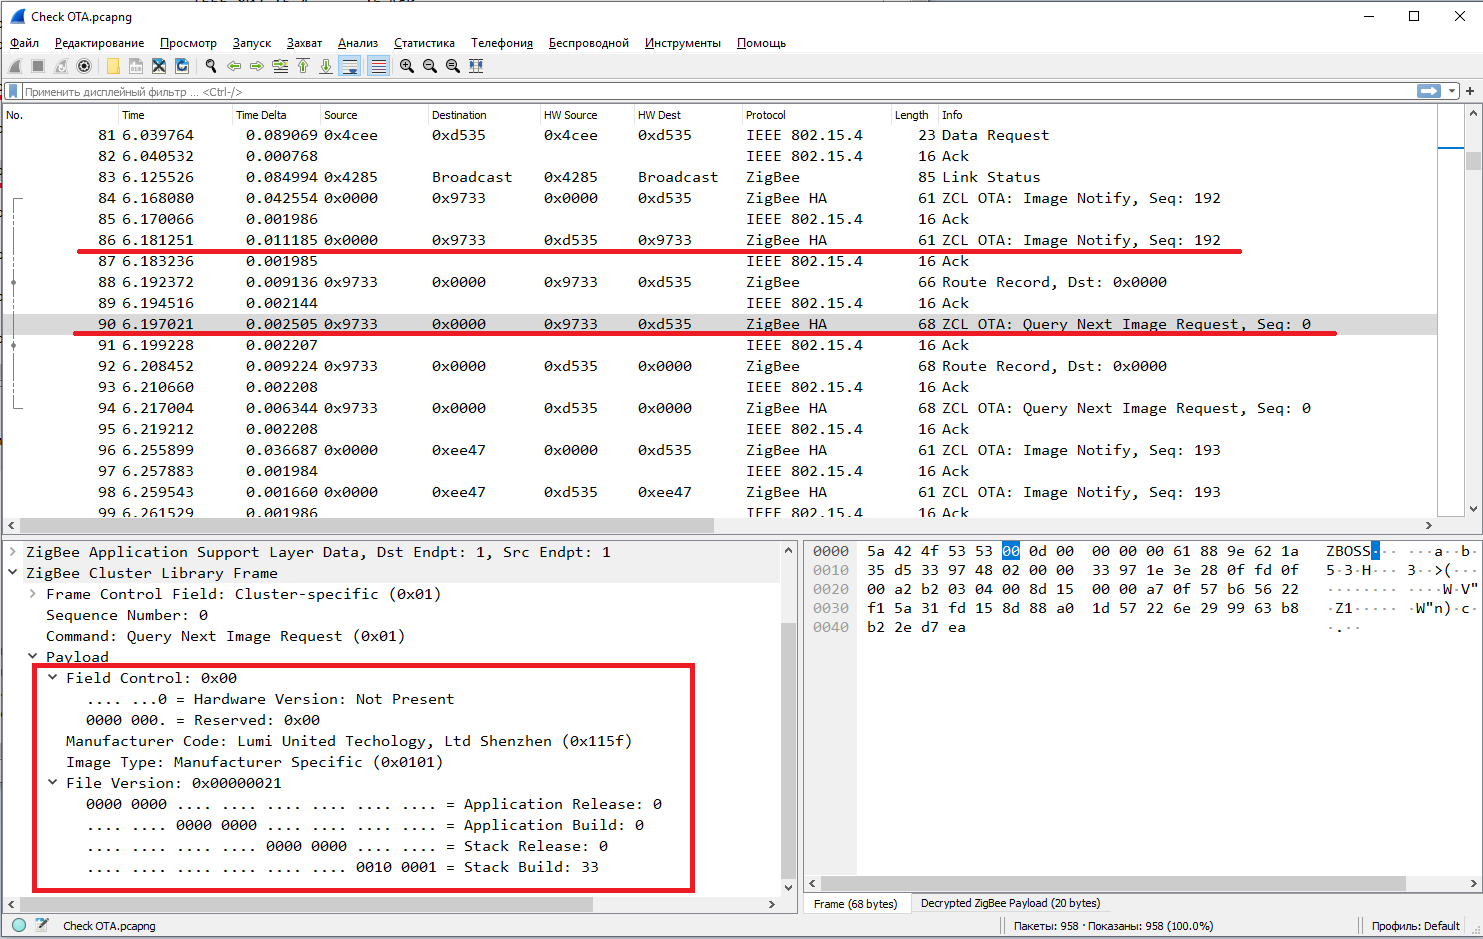 Check OTA.pcapng
Файл Редактирование Просмотр Запуск Захват Анализ Статистика Телефония Беспроводной Инструменты Помощь
Применить дисплейный фильтр ... <Ctrl-/>
No. Time Time Delta Source Destination HW Source HW Dest Protocol Length Info
81 6.039764 0.089069 0x4cee 0xd535 0x4cee 0xd535 IEEE 802.15.4 23 Data Request
82 6.040532 0.000768 IEEE 802.15.4 16 Ack
83 6.125526 0.084994 0x4285 Broadcast 0x4285 Broadcast ZigBee 85 Link Status
84 6.168080 0.042554 0x0000 0x9733 0x0000 0xd535 ZigBee HA 61 ZCL OTA: Image Notify, Seq: 192
85 6.170066 0.001986 IEEE 802.15.4 16 Ack
86 6.181251 0.011185 0x0000 0x9733 0xd535 0x9733 ZigBee HA 61 ZCL OTA: Image Notify, Seq: 192
87 6.183236 0.001985 IEEE 802.15.4 16 Ack
88 6.192372 0.009136 0x9733 0x0000 0x9733 0xd535 ZigBee 66 Route Record, Dst: 0x0000
89 6.194516 0.002144 IEEE 802.15.4 16 Ack
90 6.197021 0.002505 0x9733 0x0000 0x9733 0xd535 ZigBee HA 68 ZCL OTA: Query Next Image Request, Seq: 0
91 6.199228 0.002207 IEEE 802.15.4 16 Ack
92 6.208452 0.009224 0x9733 0x0000 0xd535 0x0000 ZigBee 68 Route Record, Dst: 0x0000
93 6.210660 0.002208 IEEE 802.15.4 16 Ack
94 6.217004 0.006344 0x9733 0x0000 0xd535 0x0000 ZigBee HA 68 ZCL OTA: Query Next Image Request, Seq: 0
95 6.219212 0.002208 IEEE 802.15.4 16 Ack
96 6.255899 0.036687 0x0000 0xee47 0x0000 0xd535 ZigBee HA 61 ZCL OTA: Image Notify, Seq: 193
97 6.257883 0.001984 IEEE 802.15.4 16 Ack
98 6.259543 0.001660 0x0000 0xee47 0xd535 0xee47 ZigBee HA 61 ZCL OTA: Image Notify, Seq: 193
99 6.261529 0.001986 IEEE 802.15.4 16 Ack
ZigBee Application Support Layer Data, Dst Endpt: 1, Src Endpt: 1
ZigBee Cluster Library Frame
Frame Control Field: Cluster-specific (0x01)
Sequence Number: 0
Command: Query Next Image Request (0x01)
Payload
Field Control: 0x00
.... ...0 = Hardware Version: Not Present
0000 000. = Reserved: 0x00
Manufacturer Code: Lumi United Techology, Ltd Shenzhen (0x115f)
Image Type: Manufacturer Specific (0x0101)
File Version: 0x00000021
0000 0000 .... .... .... .... .... .... = Application Release: 0
.... .... 0000 0000 .... .... .... .... = Application Build: 0
.... .... .... .... 0000 0000 .... .... = Stack Release: 0
.... .... .... .... .... .... 0010 0001 = Stack Build: 33
0000 5a 42 4f 53 53 00 0d 00 00 00 00 61 88 9e 62 1a ZBOSS· · ···a··b·
0010 35 d5 33 97 48 02 00 00 33 97 1e 3e 28 0f fd 0f 5·3·H··· 3··>(···
0020 00 a2 b2 03 04 00 8d 15 00 00 a7 0f 57 b6 56 22 ········ ····W·V"
0030 f1 5a 31 fd 15 8d 88 a0 1d 57 22 6e 29 99 63 b8 ·Z1····· ·W"n)·c·
0040 b2 2e d7 ea ·.··
Frame (68 bytes) Decrypted ZigBee Payload (20 bytes)
Check OTA.pcapng Пакеты: 958 · Показаны: 958 (100.0%) Профиль: Default